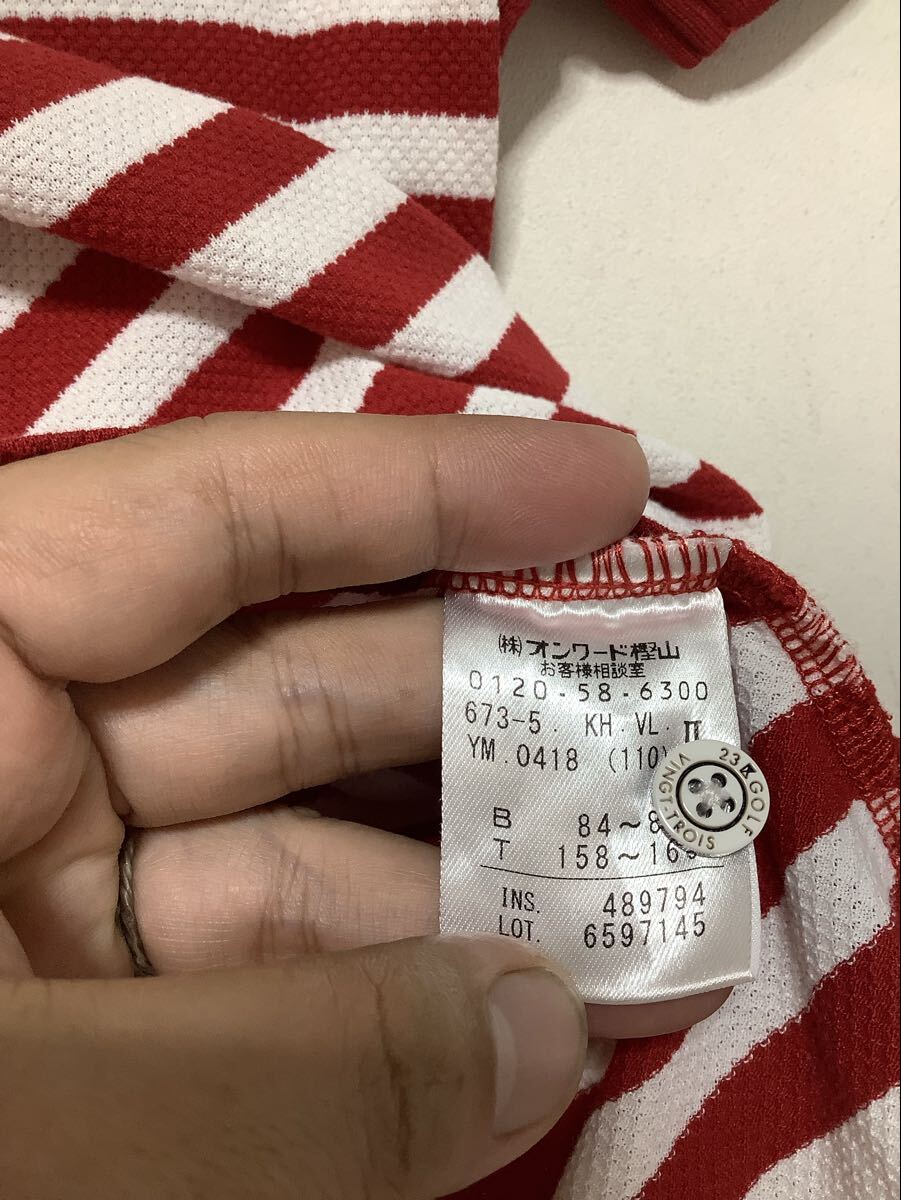 (株)オンワード樫山
お客様相談室
0120-58-6300
673-5. KH.VL.II
YM.0418 (110)
B 84～8
T 158～16
INS. 489794
LOT. 6597145
23区GOLF
VINGT-TROIS